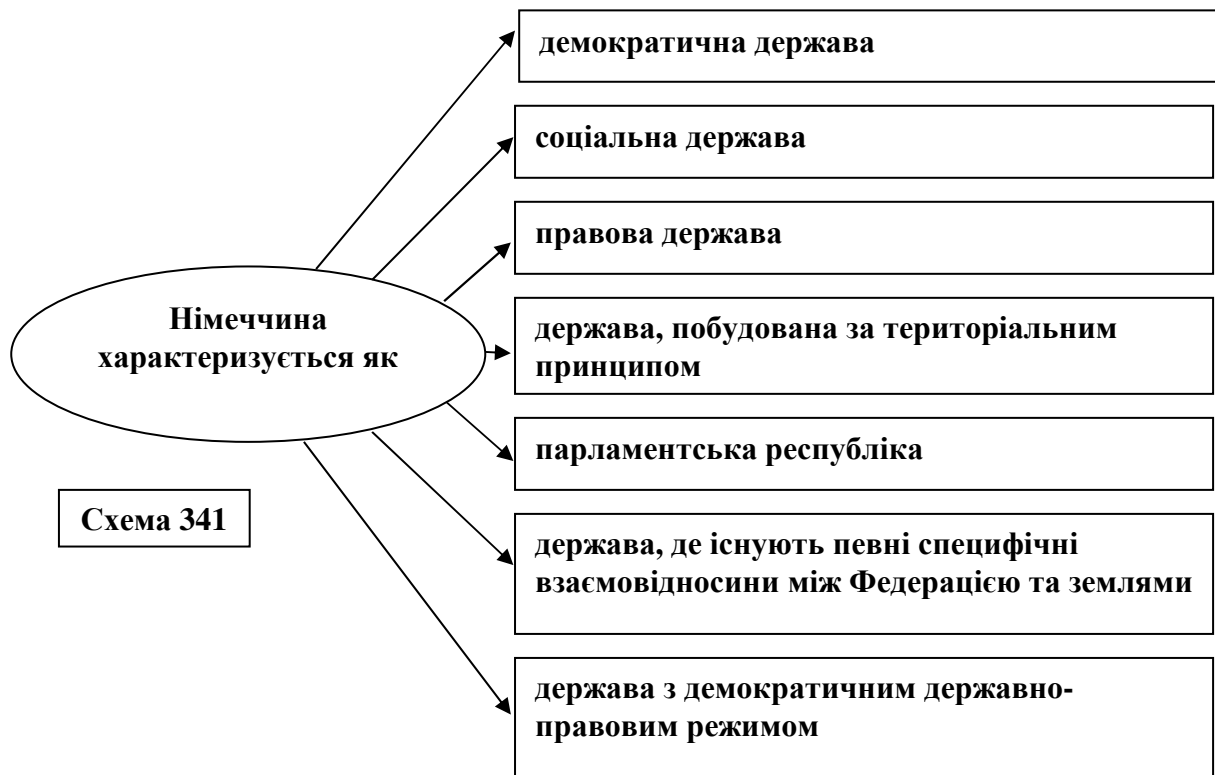 демократична держава
соціальна держава
правова держава
Німеччина
характеризується як
держава, побудована за територіальним
принципом
парламентська республіка
Схема 341
держава, де існують певні специфічні
взаємовідносини між Федерацією та землями
держава з демократичним державно-
правовим режимом